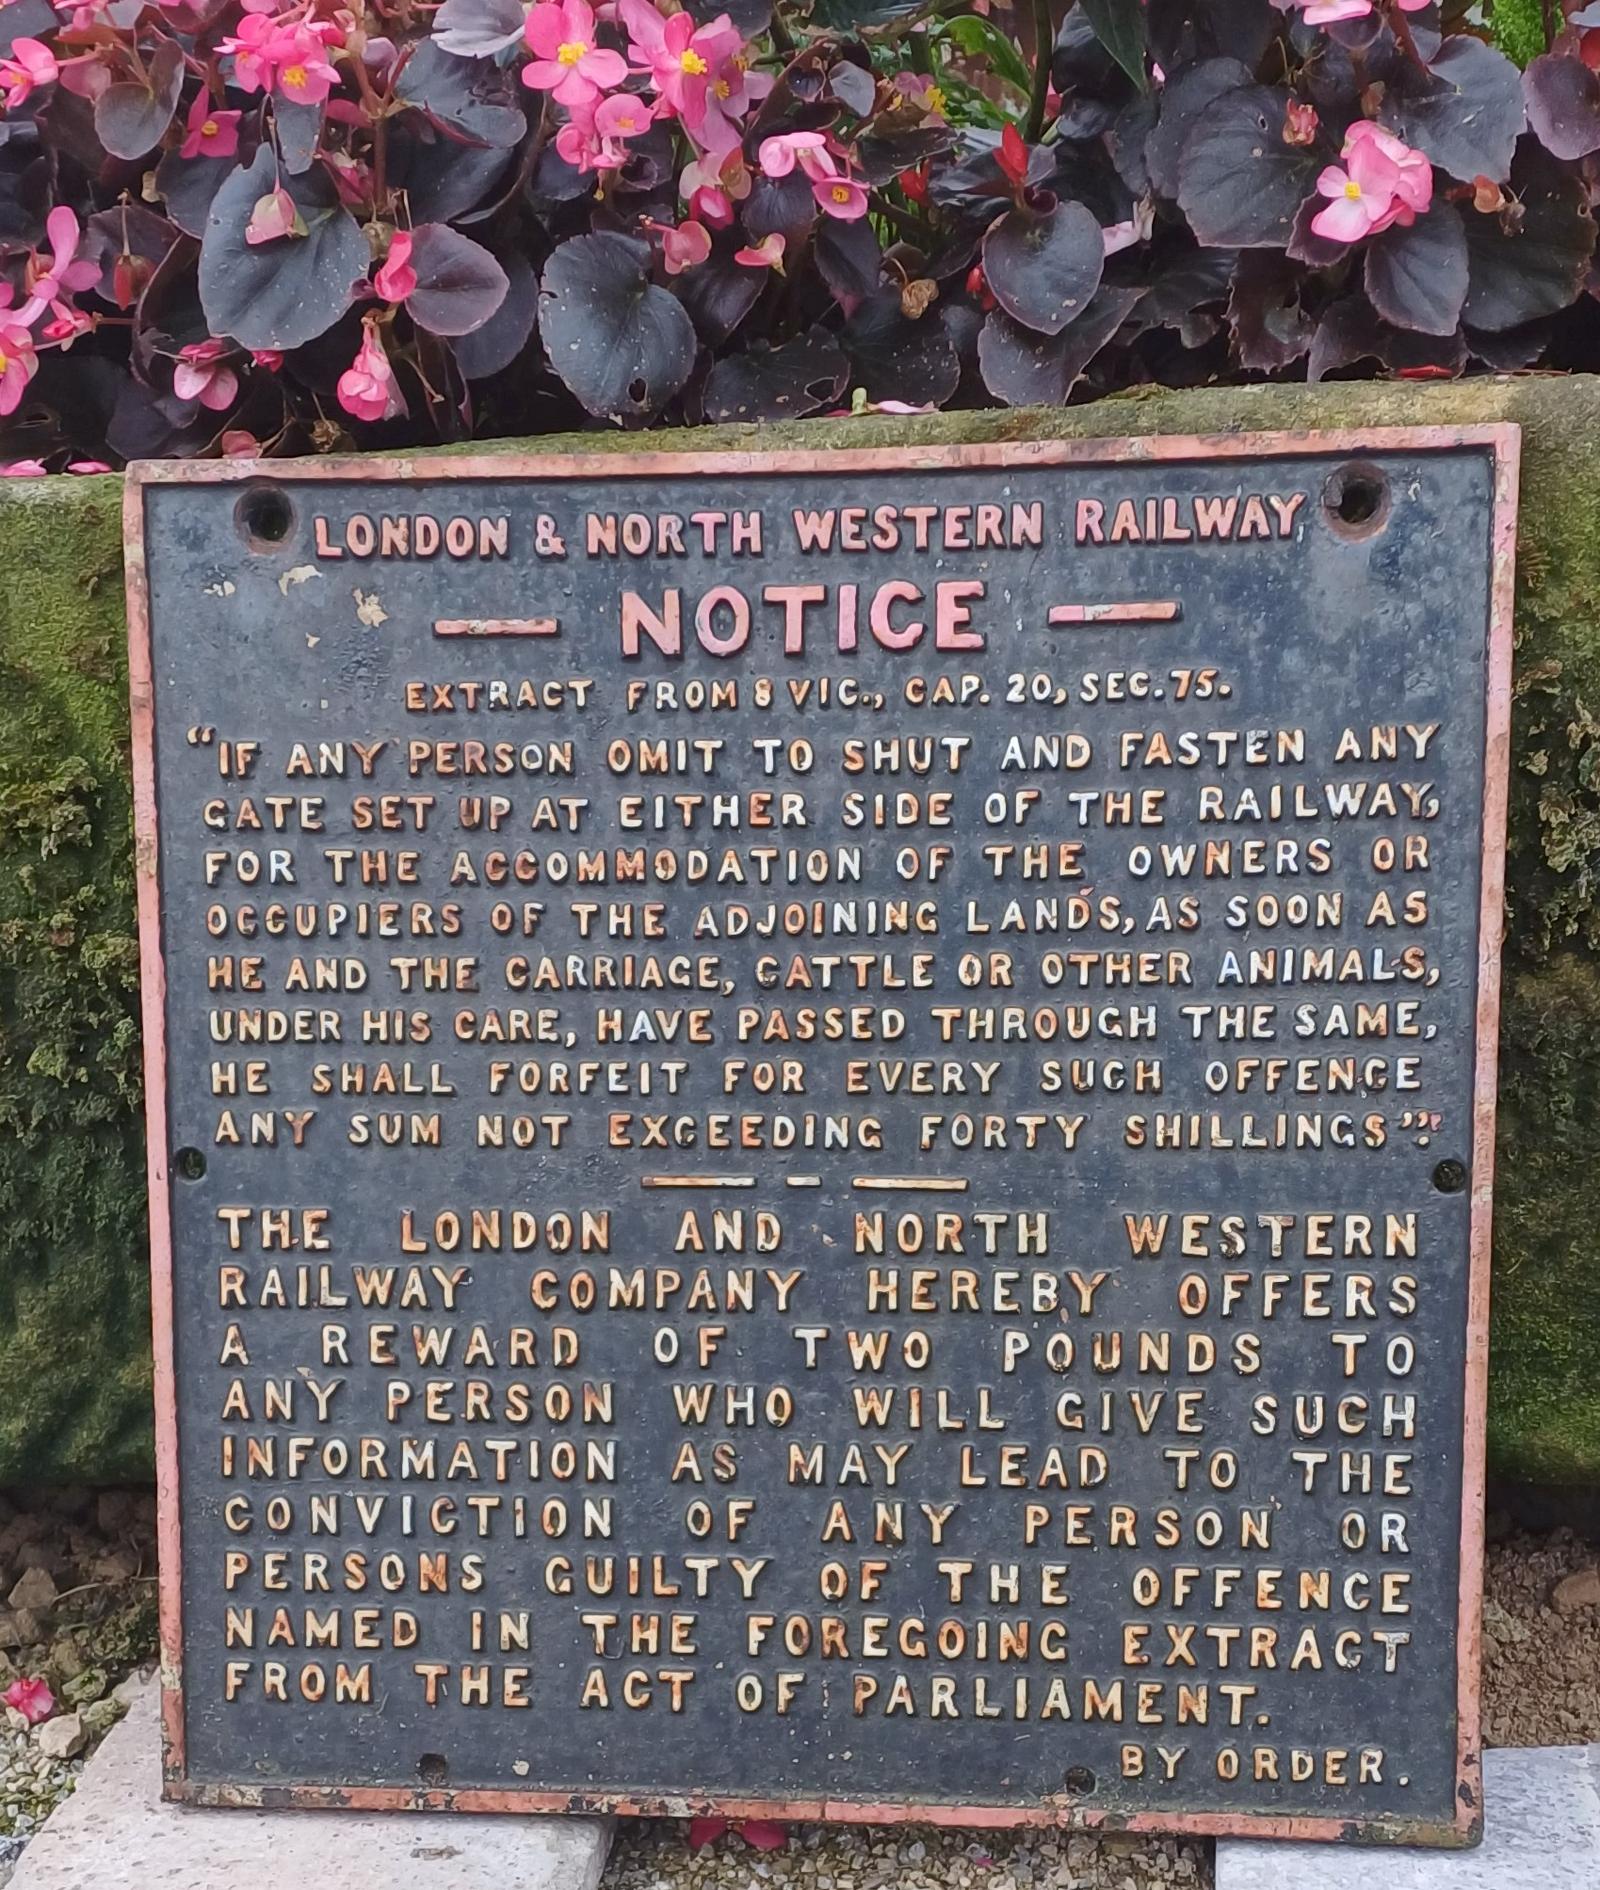 LONDON & NORTH WESTERN RAILWAY
— NOTICE —
EXTRACT FROM 8 VIC., CAP. 20, SEC. 75.
“IF ANY PERSON OMIT TO SHUT AND FASTEN ANY
GATE SET UP AT EITHER SIDE OF THE RAILWAY,
FOR THE ACCOMMODATION OF THE OWNERS OR
OCCUPIERS OF THE ADJOINING LANDS, AS SOON AS
HE AND THE CARRIAGE, CATTLE OR OTHER ANIMALS,
UNDER HIS CARE, HAVE PASSED THROUGH THE SAME,
HE SHALL FORFEIT FOR EVERY SUCH OFFENCE
ANY SUM NOT EXCEEDING FORTY SHILLINGS”.
THE LONDON AND NORTH WESTERN
RAILWAY COMPANY HEREBY OFFERS
A REWARD OF TWO POUNDS TO
ANY PERSON WHO WILL GIVE SUCH
INFORMATION AS MAY LEAD TO THE
CONVICTION OF ANY PERSON OR
PERSONS GUILTY OF THE OFFENCE
NAMED IN THE FOREGOING EXTRACT
FROM THE ACT OF PARLIAMENT.
BY ORDER.